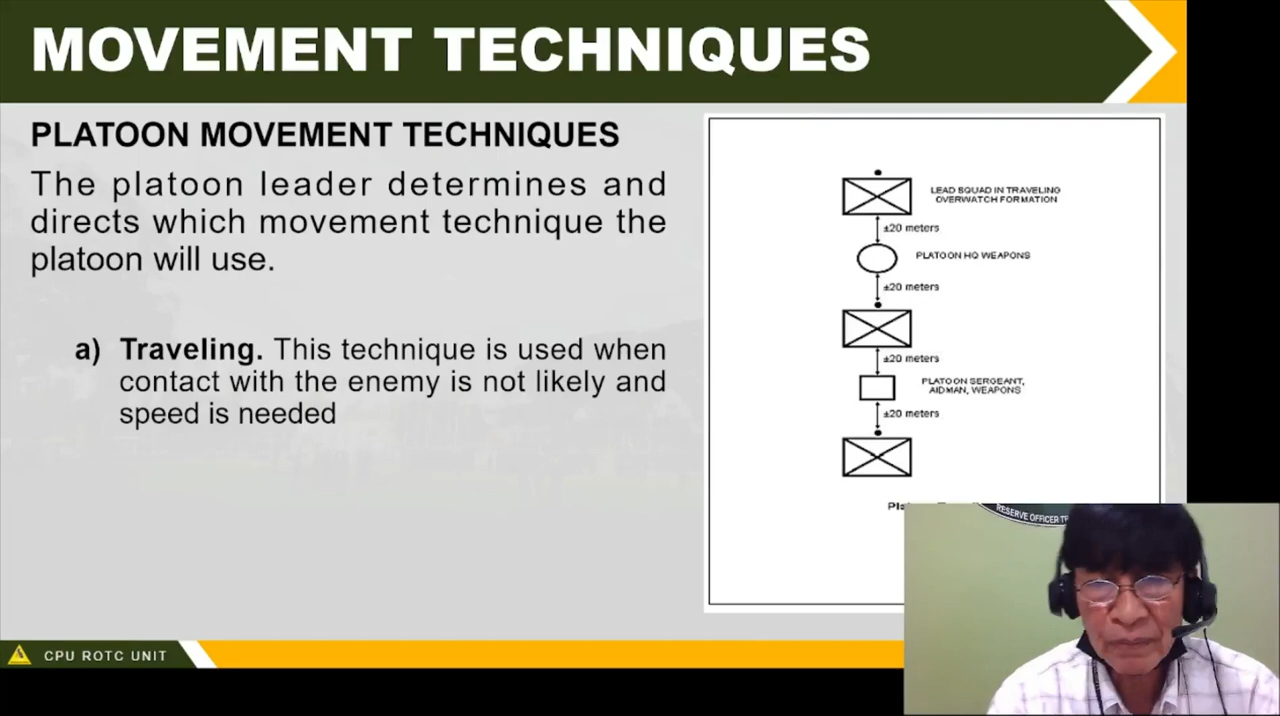 MOVEMENT TECHNIQUES
PLATOON MOVEMENT TECHNIQUES
The platoon leader determines and
directs which movement technique the
platoon will use.
a) Traveling. This technique is used when
contact with the enemy is not likely and
speed is needed
LEAD SQUAD IN TRAVELING
OVERWATCH FORMATION
±20 meters
PLATOON HQ WEAPONS
±20 meters
±20 meters
PLATOON SERGEANT,
AIDMAN, WEAPONS
±20 meters
RESERVE OFFICER
CPU ROTC UNIT